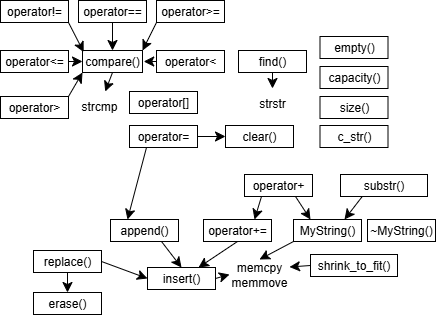 operator!=
operator==
operator>=
operator<=
compare()
operator<
find()
empty()
capacity()
operator>
strcmp
operator[]
strstr
size()
operator=
clear()
c_str()
operator+
substr()
append()
operator+=
MyString()
~MyString()
replace()
insert()
memcpy
memmove
shrink_to_fit()
erase()